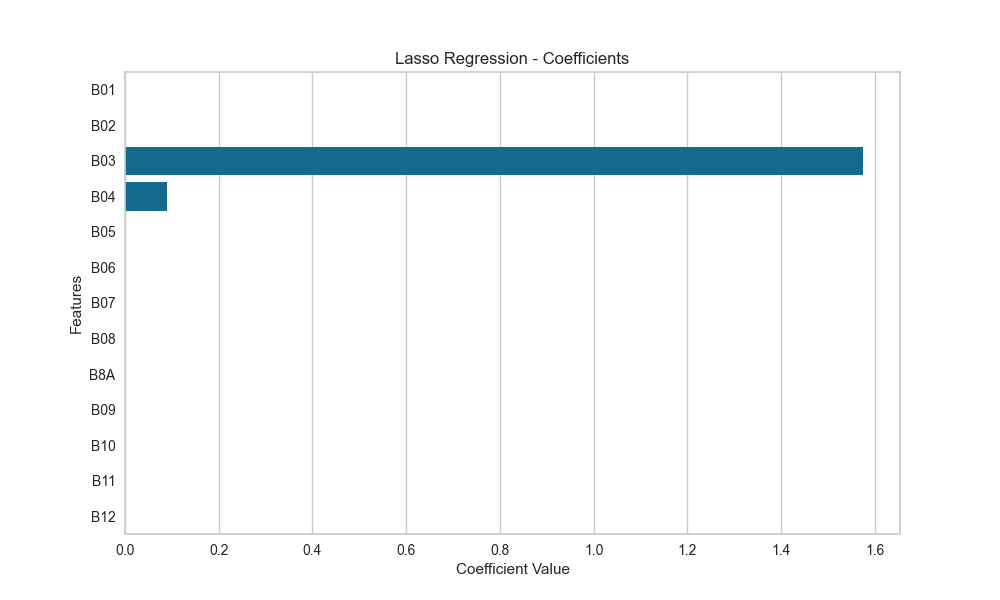 Lasso Regression - Coefficients
B01
B02
B03
B04
B05
B06
B07
B08
B8A
B09
B10
B11
B12
Features
0.0 0.2 0.4 0.6 0.8 1.0 1.2 1.4 1.6
Coefficient Value